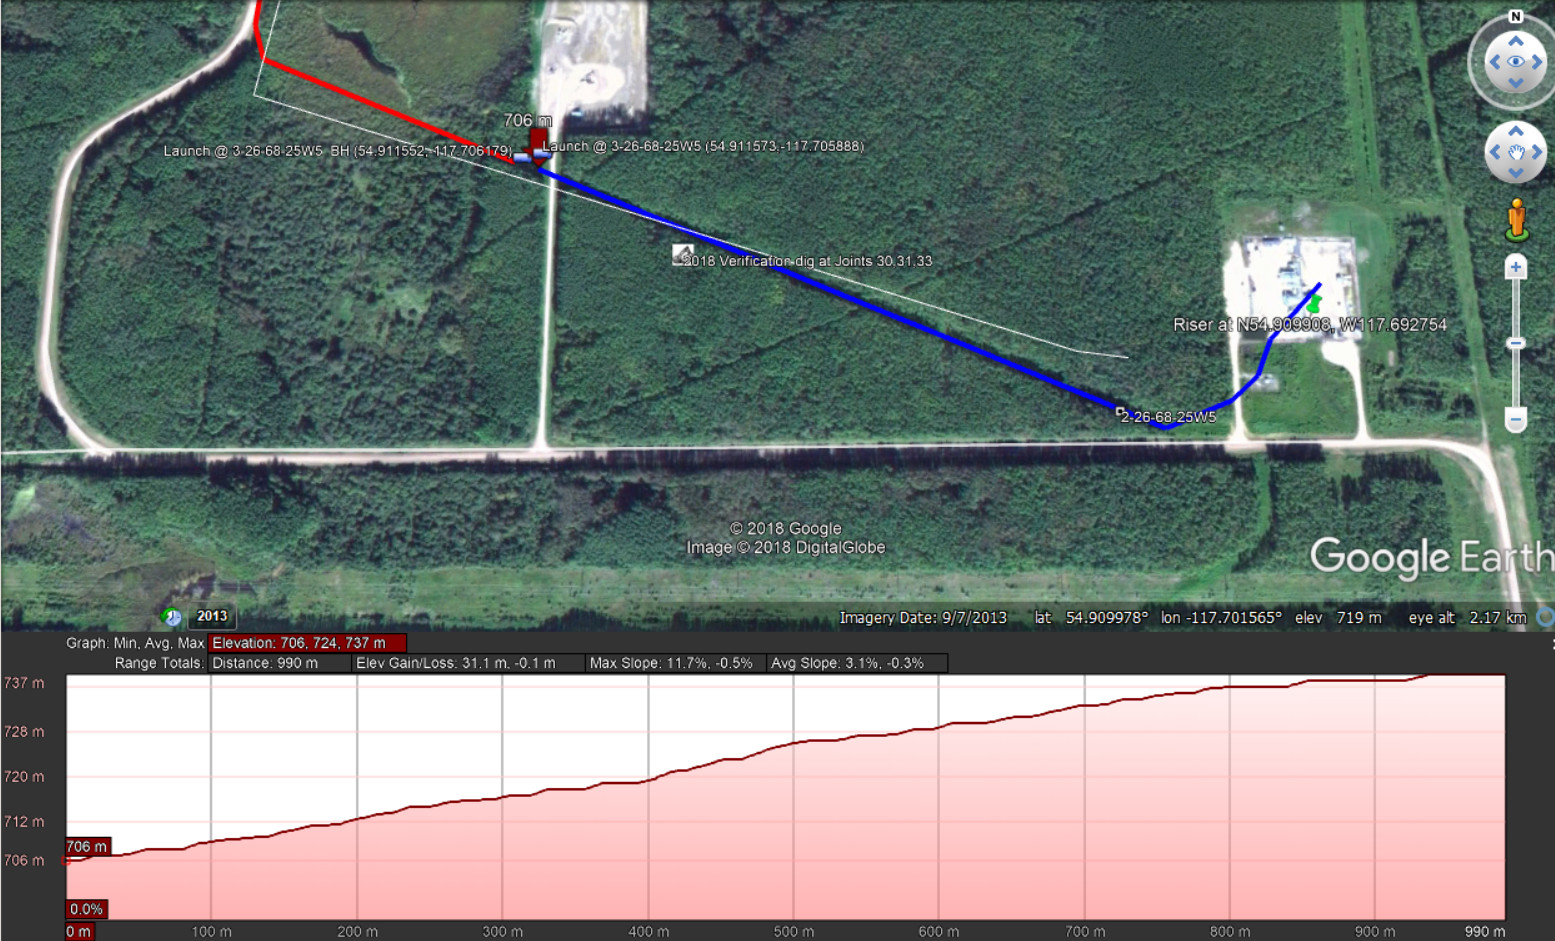 N
706 m
Launch @ 3-26-68-25W5 BH (54.911552,-117.706179)
Launch @ 3-26-68-25W5 (54.911573,-117.705888)
2018 Verification dig at Joints 30.31.33
Riser at N54.909908, W117.692754
2-26-68-25W5
© 2018 Google
Image © 2018 DigitalGlobe
Google Earth
2013
Imagery Date: 9/7/2013 lat 54.909978° lon -117.701565° elev 719 m eye alt 2.17 km
Graph: Min, Avg, Max Elevation: 706, 724, 737 m
Range Totals: Distance: 990 m Elev Gain/Loss: 31.1 m, -0.1 m Max Slope: 11.7%, -0.5% Avg Slope: 3.1%, -0.3%
737 m
728 m
720 m
712 m
706 m
706 m
0.0%
0 m 100 m 200 m 300 m 400 m 500 m 600 m 700 m 800 m 900 m 990 m